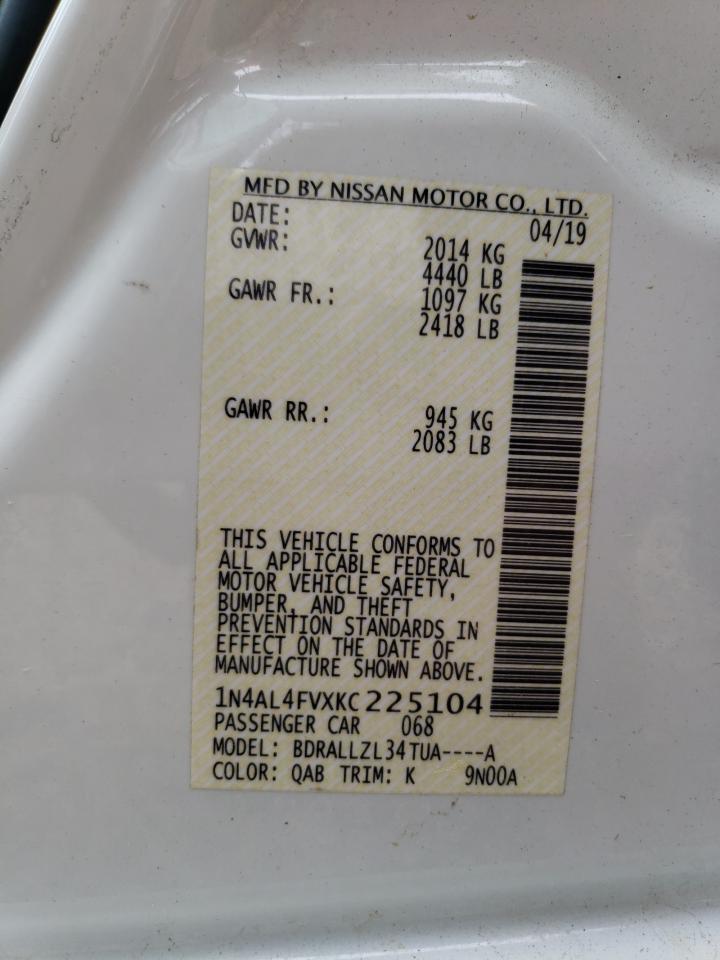 MFD BY NISSAN MOTOR CO., LTD.
DATE: 04/19
GVWR: 2014 KG
4440 LB
GAWR FR.: 1097 KG
2418 LB
GAWR RR.: 945 KG
2083 LB
THIS VEHICLE CONFORMS TO
ALL APPLICABLE FEDERAL
MOTOR VEHICLE SAFETY,
BUMPER, AND THEFT
PREVENTION STANDARDS IN
EFFECT ON THE DATE OF
MANUFACTURE SHOWN ABOVE.
1N4AL4FVXKC225104
PASSENGER CAR 068
MODEL: BDRALLZL34TUA----A
COLOR: QAB TRIM: K 9N00A